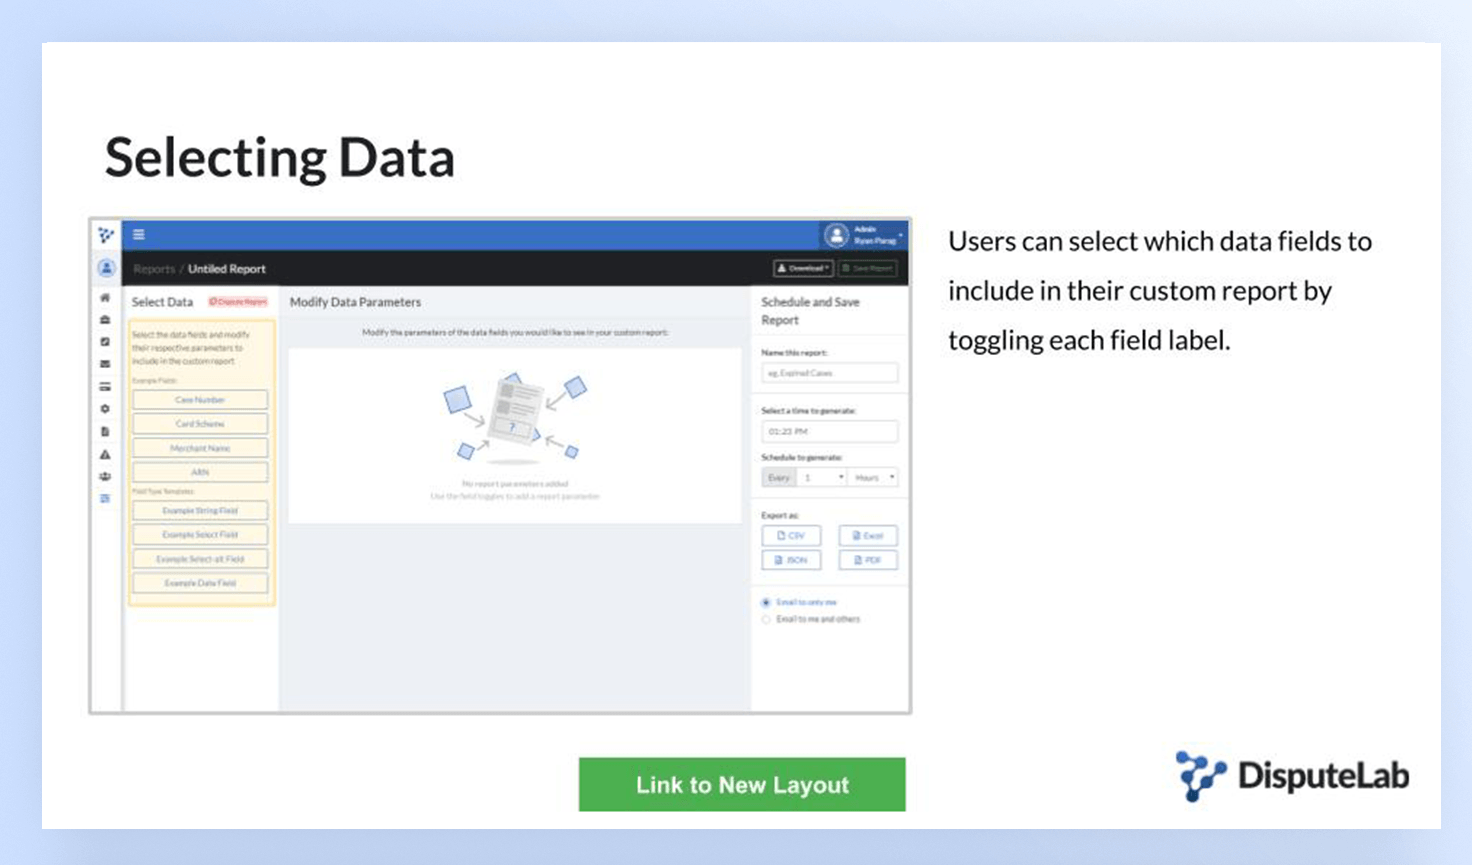 Selecting Data
Admin
Ryan Parag
Reports / Untiled Report
Download
Save Report
Select Data
Dispute Report
Select the data fields and modify
their respective parameters to
include in the custom report
Example Fields:
Case Number
Card Scheme
Merchant Name
ARN
Field Type Templates:
Example String Field
Example Select Field
Example Select-alt Field
Example Data Field
Modify Data Parameters
Modify the parameters of the data fields you would like to see in your custom report:
?
No report parameters added
Use the field toggles to add a report parameter
Schedule and Save
Report
Name this report:
eg. Expired Cases
Select a time to generate:
01:23 PM
Schedule to generate:
Every 1 Hours
Export as:
CSV
Excel
JSON
PDF
Email to only me
Email to me and others
Users can select which data fields to
include in their custom report by
toggling each field label.
Link to New Layout
DisputeLab